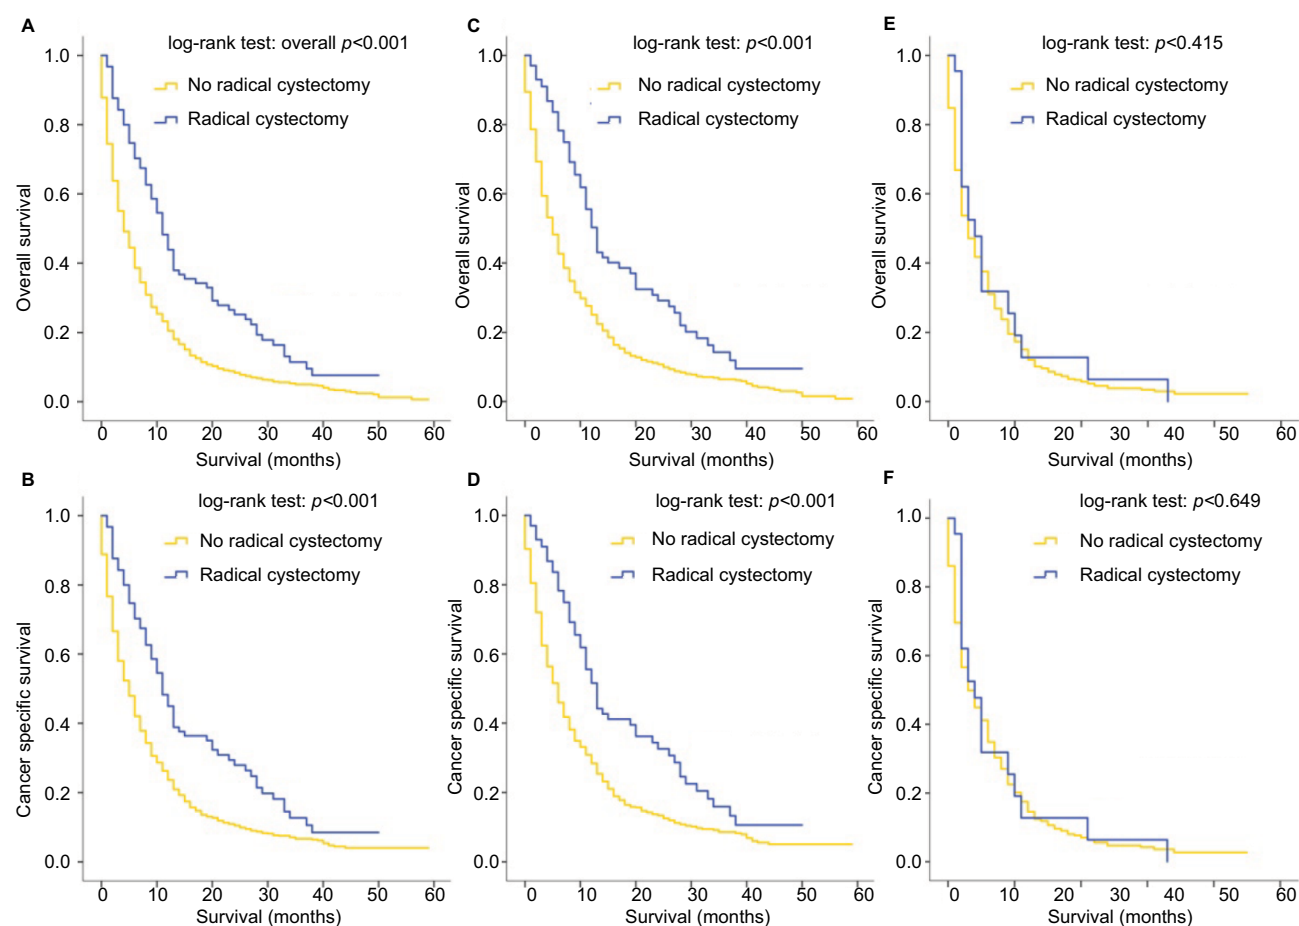 A
log-rank test: overall p<0.001
No radical cystectomy
Radical cystectomy
Overall survival
1.0
0.8
0.6
0.4
0.2
0.0
0 10 20 30 40 50 60
Survival (months)
C
log-rank test: p<0.001
No radical cystectomy
Radical cystectomy
Overall survival
1.0
0.8
0.6
0.4
0.2
0.0
0 10 20 30 40 50 60
Survival (months)
E
log-rank test: p<0.415
No radical cystectomy
Radical cystectomy
Overall survival
1.0
0.8
0.6
0.4
0.2
0.0
0 10 20 30 40 50 60
Survival (months)
B
log-rank test: p<0.001
No radical cystectomy
Radical cystectomy
Cancer specific survival
1.0
0.8
0.6
0.4
0.2
0.0
0 10 20 30 40 50 60
Survival (months)
D
log-rank test: p<0.001
No radical cystectomy
Radical cystectomy
Cancer specific survival
1.0
0.8
0.6
0.4
0.2
0.0
0 10 20 30 40 50 60
Survival (months)
F
log-rank test: p<0.649
No radical cystectomy
Radical cystectomy
Cancer specific survival
1.0
0.8
0.6
0.4
0.2
0.0
0 10 20 30 40 50 60
Survival (months)